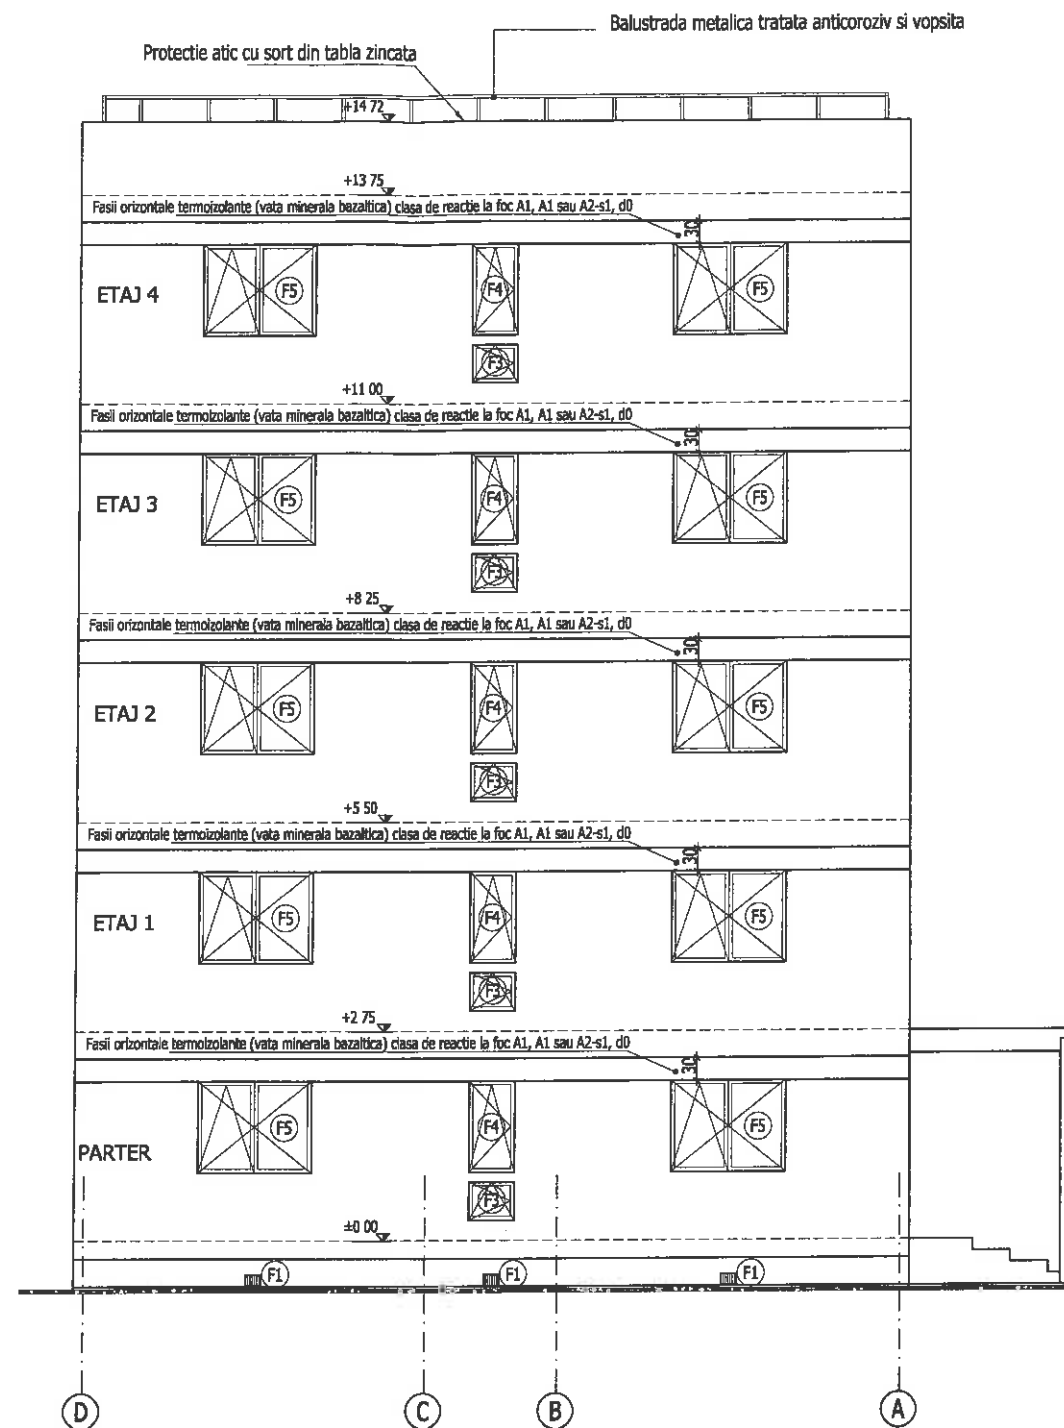 Balustrada metalica tratata anticoroziv si vopsita
Protectie atic cu sort din tabla zincata
+14 72
+13 75
Fasii orizontale termoizolante (vata minerala bazaltica) clasa de reactie la foc A1, A1 sau A2-s1, d0
30
ETAJ 4
F5
F4
F5
F3
+11 00
Fasii orizontale termoizolante (vata minerala bazaltica) clasa de reactie la foc A1, A1 sau A2-s1, d0
30
ETAJ 3
F5
F4
F5
F3
+8 25
Fasii orizontale termoizolante (vata minerala bazaltica) clasa de reactie la foc A1, A1 sau A2-s1, d0
30
ETAJ 2
F5
F4
F5
F3
+5 50
Fasii orizontale termoizolante (vata minerala bazaltica) clasa de reactie la foc A1, A1 sau A2-s1, d0
30
ETAJ 1
F5
F4
F5
F3
+2 75
Fasii orizontale termoizolante (vata minerala bazaltica) clasa de reactie la foc A1, A1 sau A2-s1, d0
30
PARTER
F5
F4
F5
F3
±0 00
F1
F1
F1
D
C
B
A